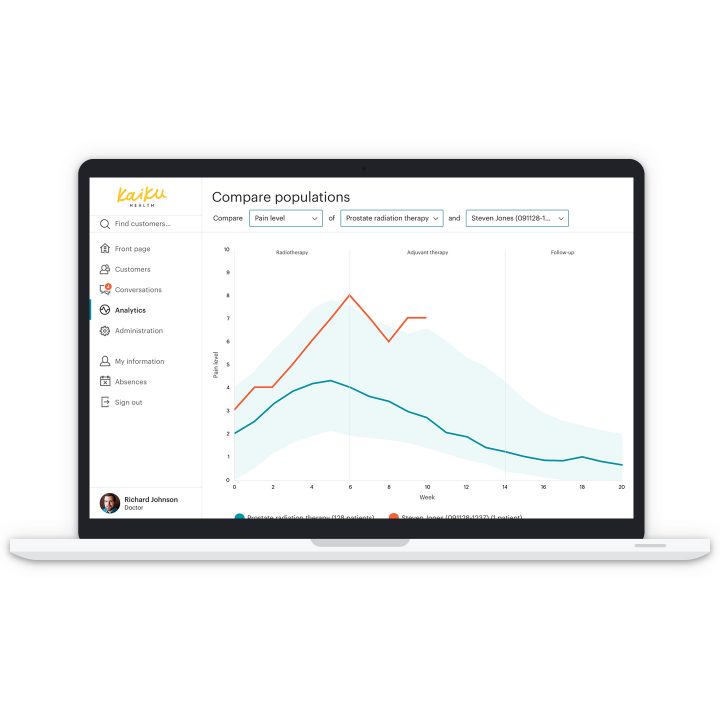 Kaiku
HEALTH
Find customers...
Front page
Customers
Conversations
Analytics
Administration
My information
Absences
Sign out
Richard Johnson
Doctor
Compare populations
Compare Pain level of Prostate radiation therapy and Steven Jones (091128-1...
Radiotherapy Adjuvant therapy Follow-up
Pain level
10
9
8
7
6
5
4
3
2
1
0
0 2 4 6 8 10 12 14 16 18 20
Week
Prostate radiation therapy (128 patients) Steven Jones (091128-1237) (1 patient)